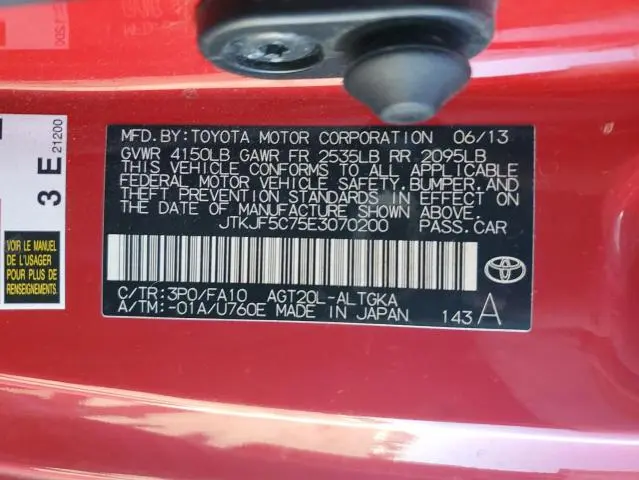 MFD.BY:TOYOTA MOTOR CORPORATION 06/13
GVWR 4150LB GAWR FR 2535LB RR 2095LB
THIS VEHICLE CONFORMS TO ALL APPLICABLE
FEDERAL MOTOR VEHICLE SAFETY,BUMPER,AND
THEFT PREVENTION STANDARDS IN EFFECT ON
THE DATE OF MANUFACTURE SHOWN ABOVE.
JTKJF5C75E3070200 PASS.CAR
C/TR:3P0/FA10 AGT20L-ALTGKA
A/TM:-01A/U760E MADE IN JAPAN 143 A
3 E
21200
VOIR LE MANUEL
DE L'USAGER
POUR PLUS DE
RENSEIGNEMENTS